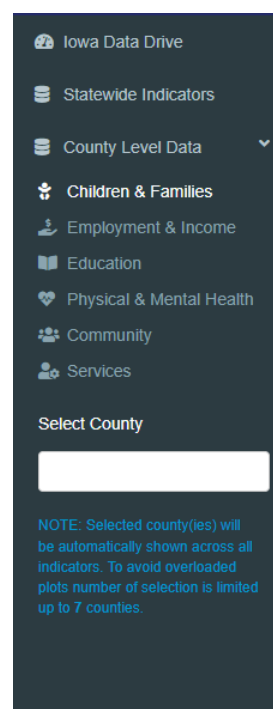 Iowa Data Drive
Statewide Indicators
County Level Data
Children & Families
Employment & Income
Education
Physical & Mental Health
Community
Services
Select County
NOTE: Selected county(ies) will
be automatically shown across all
indicators. To avoid overloaded
plots number of selection is limited
up to 7 counties.